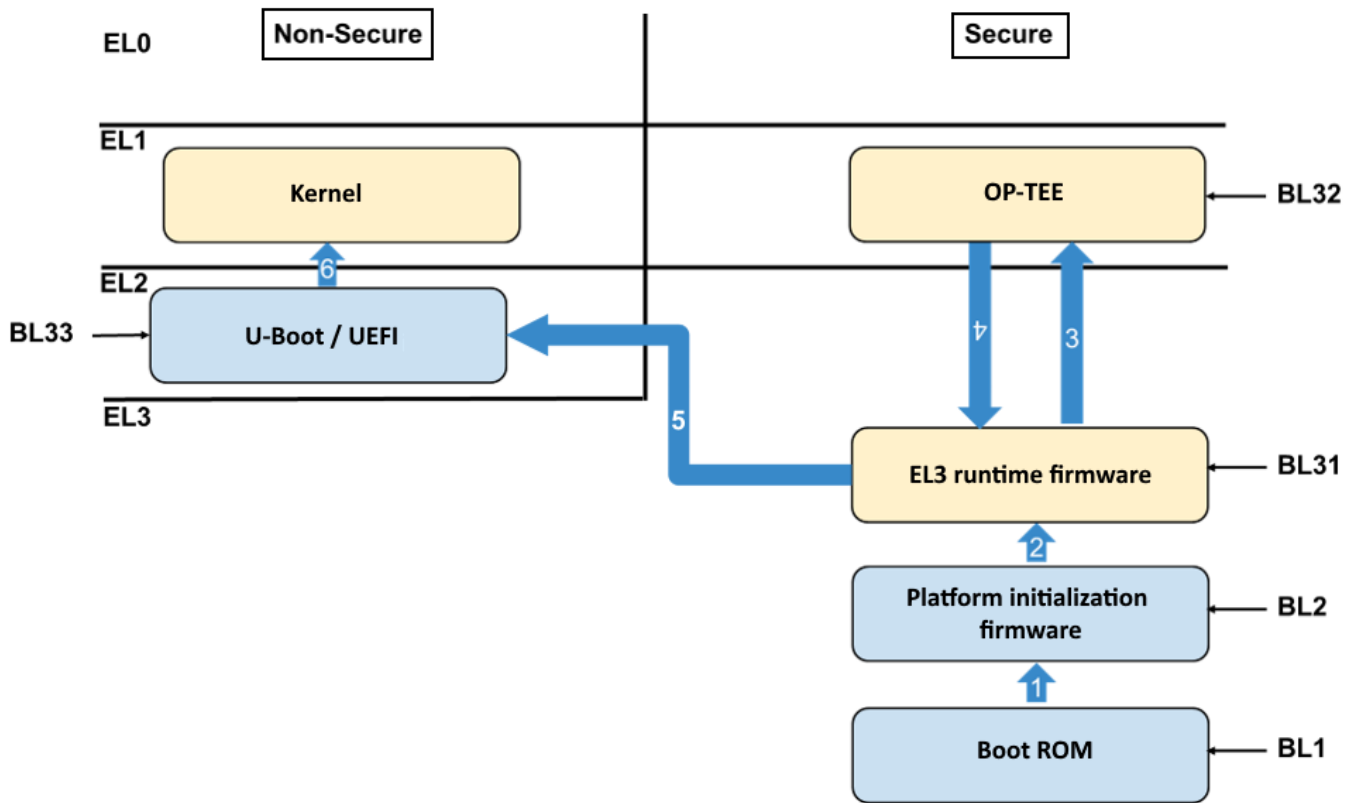 EL0
Non-Secure
Secure
EL1
Kernel
OP-TEE
BL32
6
EL2
BL33
U-Boot / UEFI
4
3
EL3
5
EL3 runtime firmware
BL31
2
Platform initialization
firmware
BL2
1
Boot ROM
BL1